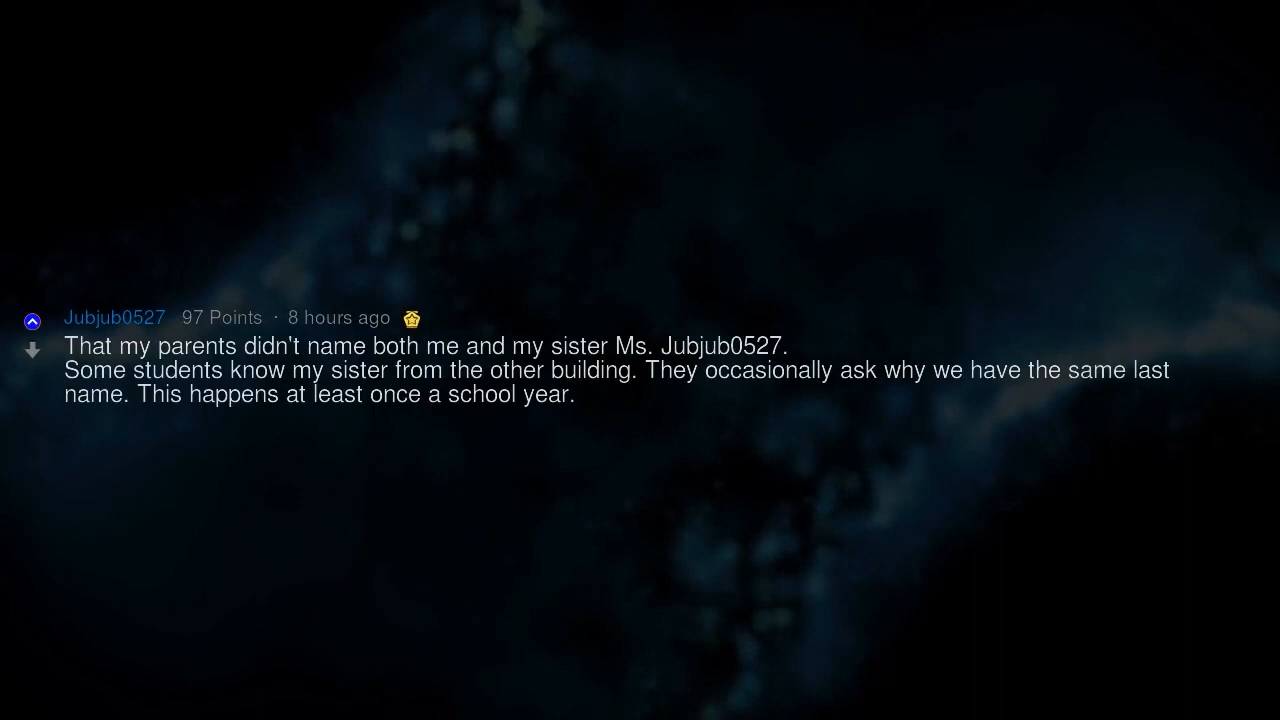 Jubjub0527 97 Points · 8 hours ago
That my parents didn't name both me and my sister Ms. Jubjub0527.
Some students know my sister from the other building. They occasionally ask why we have the same last
name. This happens at least once a school year.